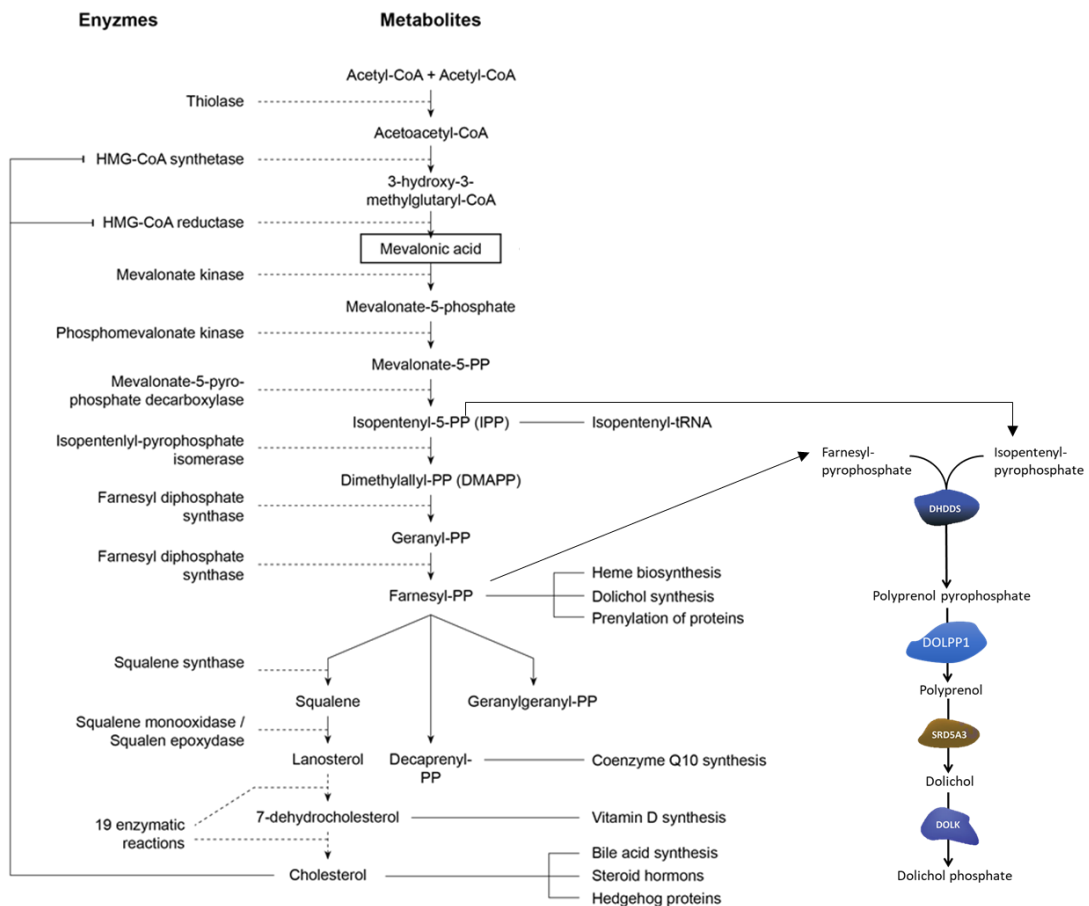 Enyzmes
Metabolites
Acetyl-CoA + Acetyl-CoA
Thiolase
Acetoacetyl-CoA
HMG-CoA synthetase
3-hydroxy-3-
methylglutaryl-CoA
HMG-CoA reductase
Mevalonic acid
Mevalonate kinase
Mevalonate-5-phosphate
Phosphomevalonate kinase
Mevalonate-5-PP
Mevalonate-5-pyro-
phosphate decarboxylase
Isopentenyl-5-PP (IPP)
Isopentenyl-tRNA
Isopentenlyl-pyrophosphate
isomerase
Dimethylallyl-PP (DMAPP)
Farnesyl diphosphate
synthase
Geranyl-PP
Farnesyl diphosphate
synthase
Farnesyl-PP
Heme biosynthesis
Dolichol synthesis
Prenylation of proteins
Squalene synthase
Squalene
Geranylgeranyl-PP
Squalene monooxidase /
Squalen epoxydase
Lanosterol
Decaprenyl-
PP
Coenzyme Q10 synthesis
19 enzymatic
reactions
7-dehydrocholesterol
Vitamin D synthesis
Cholesterol
Bile acid synthesis
Steroid hormons
Hedgehog proteins
Farnesyl-
pyrophosphate
Isopentenyl-
pyrophosphate
DHDDS
Polyprenol pyrophosphate
DOLPP1
Polyprenol
SRD5A3
Dolichol
DOLK
Dolichol phosphate